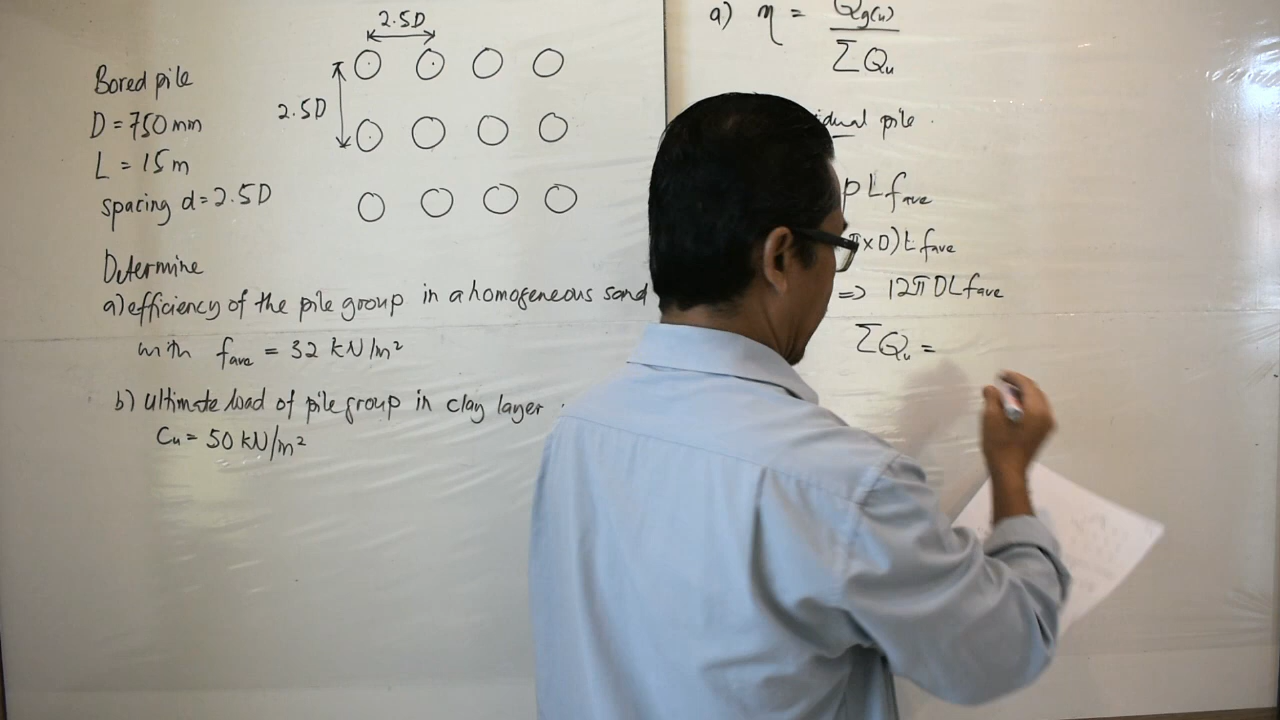 2.5D
2.5D
Bored pile
D = 750 mm
L = 15 m
spacing d = 2.5D
Determine
a) efficiency of the pile group in a homogeneous sand
with fave = 32 kN/m²
b) ultimate load of pile group in clay layer
Cu = 50 kN/m²
a) η = Qg(u)
ΣQu
pile.
p L fave
π×D) L fave
=> 12πDLfave
ΣQu =